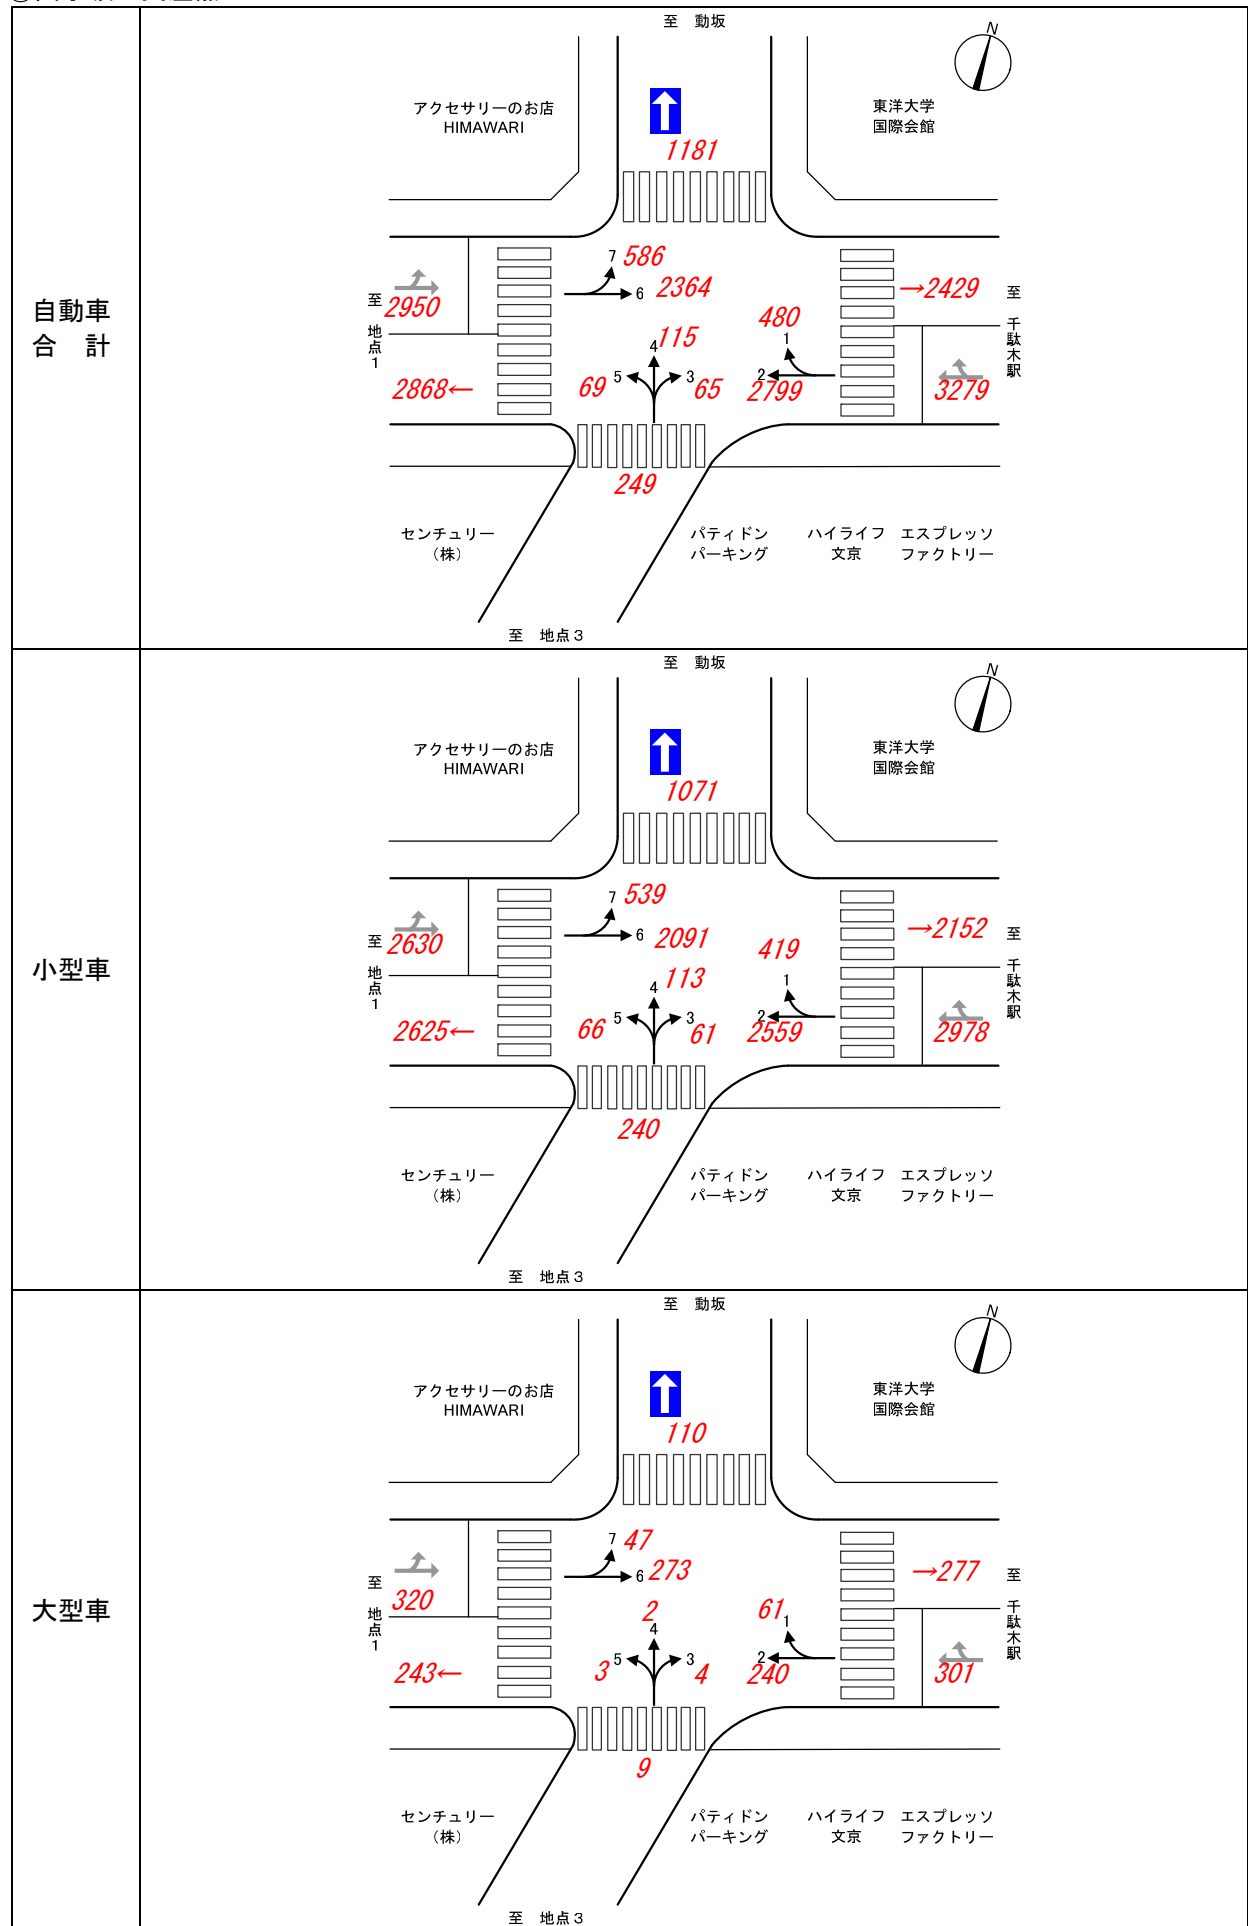 自動車
合 計
至 動坂
N
アクセサリーのお店
HIMAWARI
東洋大学
国際会館
1181
7
586
6
2364
→2429
至 千駄木駅
至 地点1
2950
480
1
4
115
5
3
2
69
65
2799
3279
2868←
249
センチュリー
(株)
パティドン
パーキング
ハイライフ
文京
エスプレッソ
ファクトリー
至 地点3
小型車
至 動坂
N
アクセサリーのお店
HIMAWARI
東洋大学
国際会館
1071
7
539
6
2091
→2152
至 千駄木駅
至 地点1
2630
419
1
4
113
5
3
2
66
61
2559
2978
2625←
240
センチュリー
(株)
パティドン
パーキング
ハイライフ
文京
エスプレッソ
ファクトリー
至 地点3
大型車
至 動坂
N
アクセサリーのお店
HIMAWARI
東洋大学
国際会館
110
7
47
6
273
→277
至 千駄木駅
至 地点1
320
61
1
2
4
5
3
2
3
4
240
301
243←
9
センチュリー
(株)
パティドン
パーキング
ハイライフ
文京
エスプレッソ
ファクトリー
至 地点3